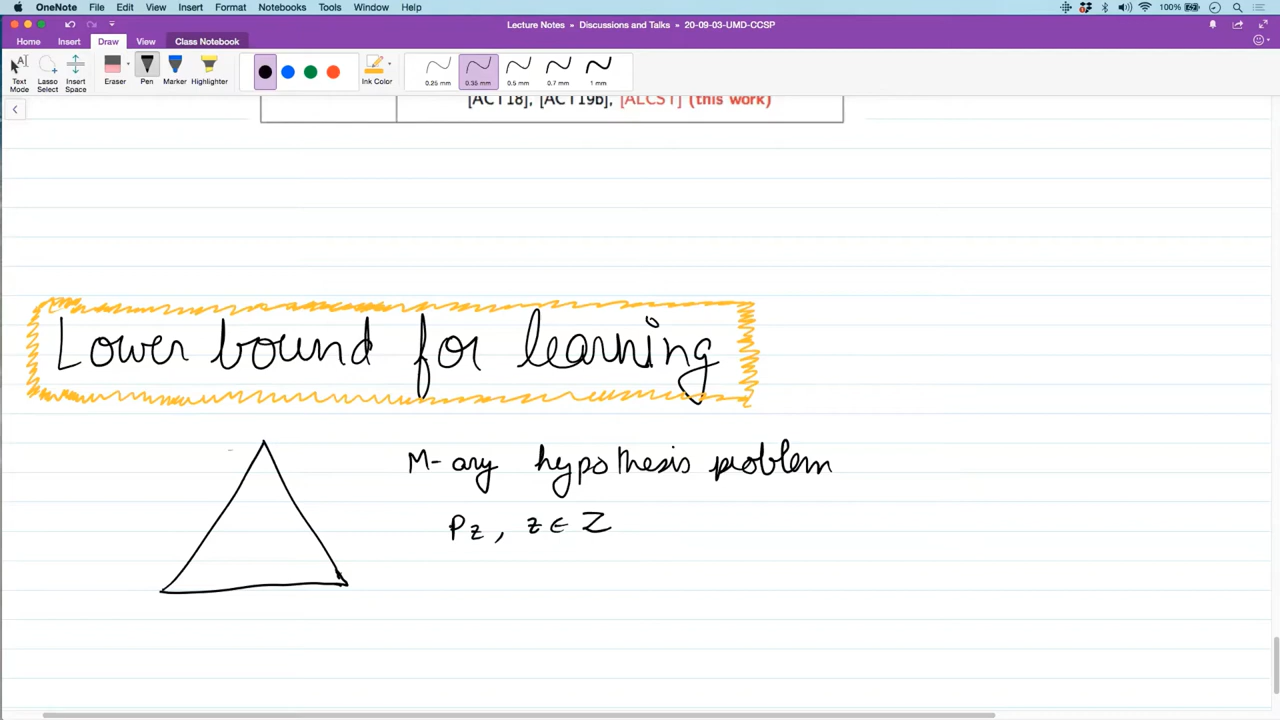 OneNote File Edit View Insert Format Notebooks Tools Window Help 100%
Lecture Notes » Discussions and Talks » 20-09-03-UMD-CCSP
Home Insert Draw View Class Notebook
Text Mode Lasso Select Insert Space Eraser Pen Marker Highlighter Ink Color 0.25 mm 0.35 mm 0.5 mm 0.7 mm 1 mm
[ACT18], [ACT19b], [ALCST] (this work)
Lower bound for learning
M-ary hypothesis problem
Pz, z ∈ Z